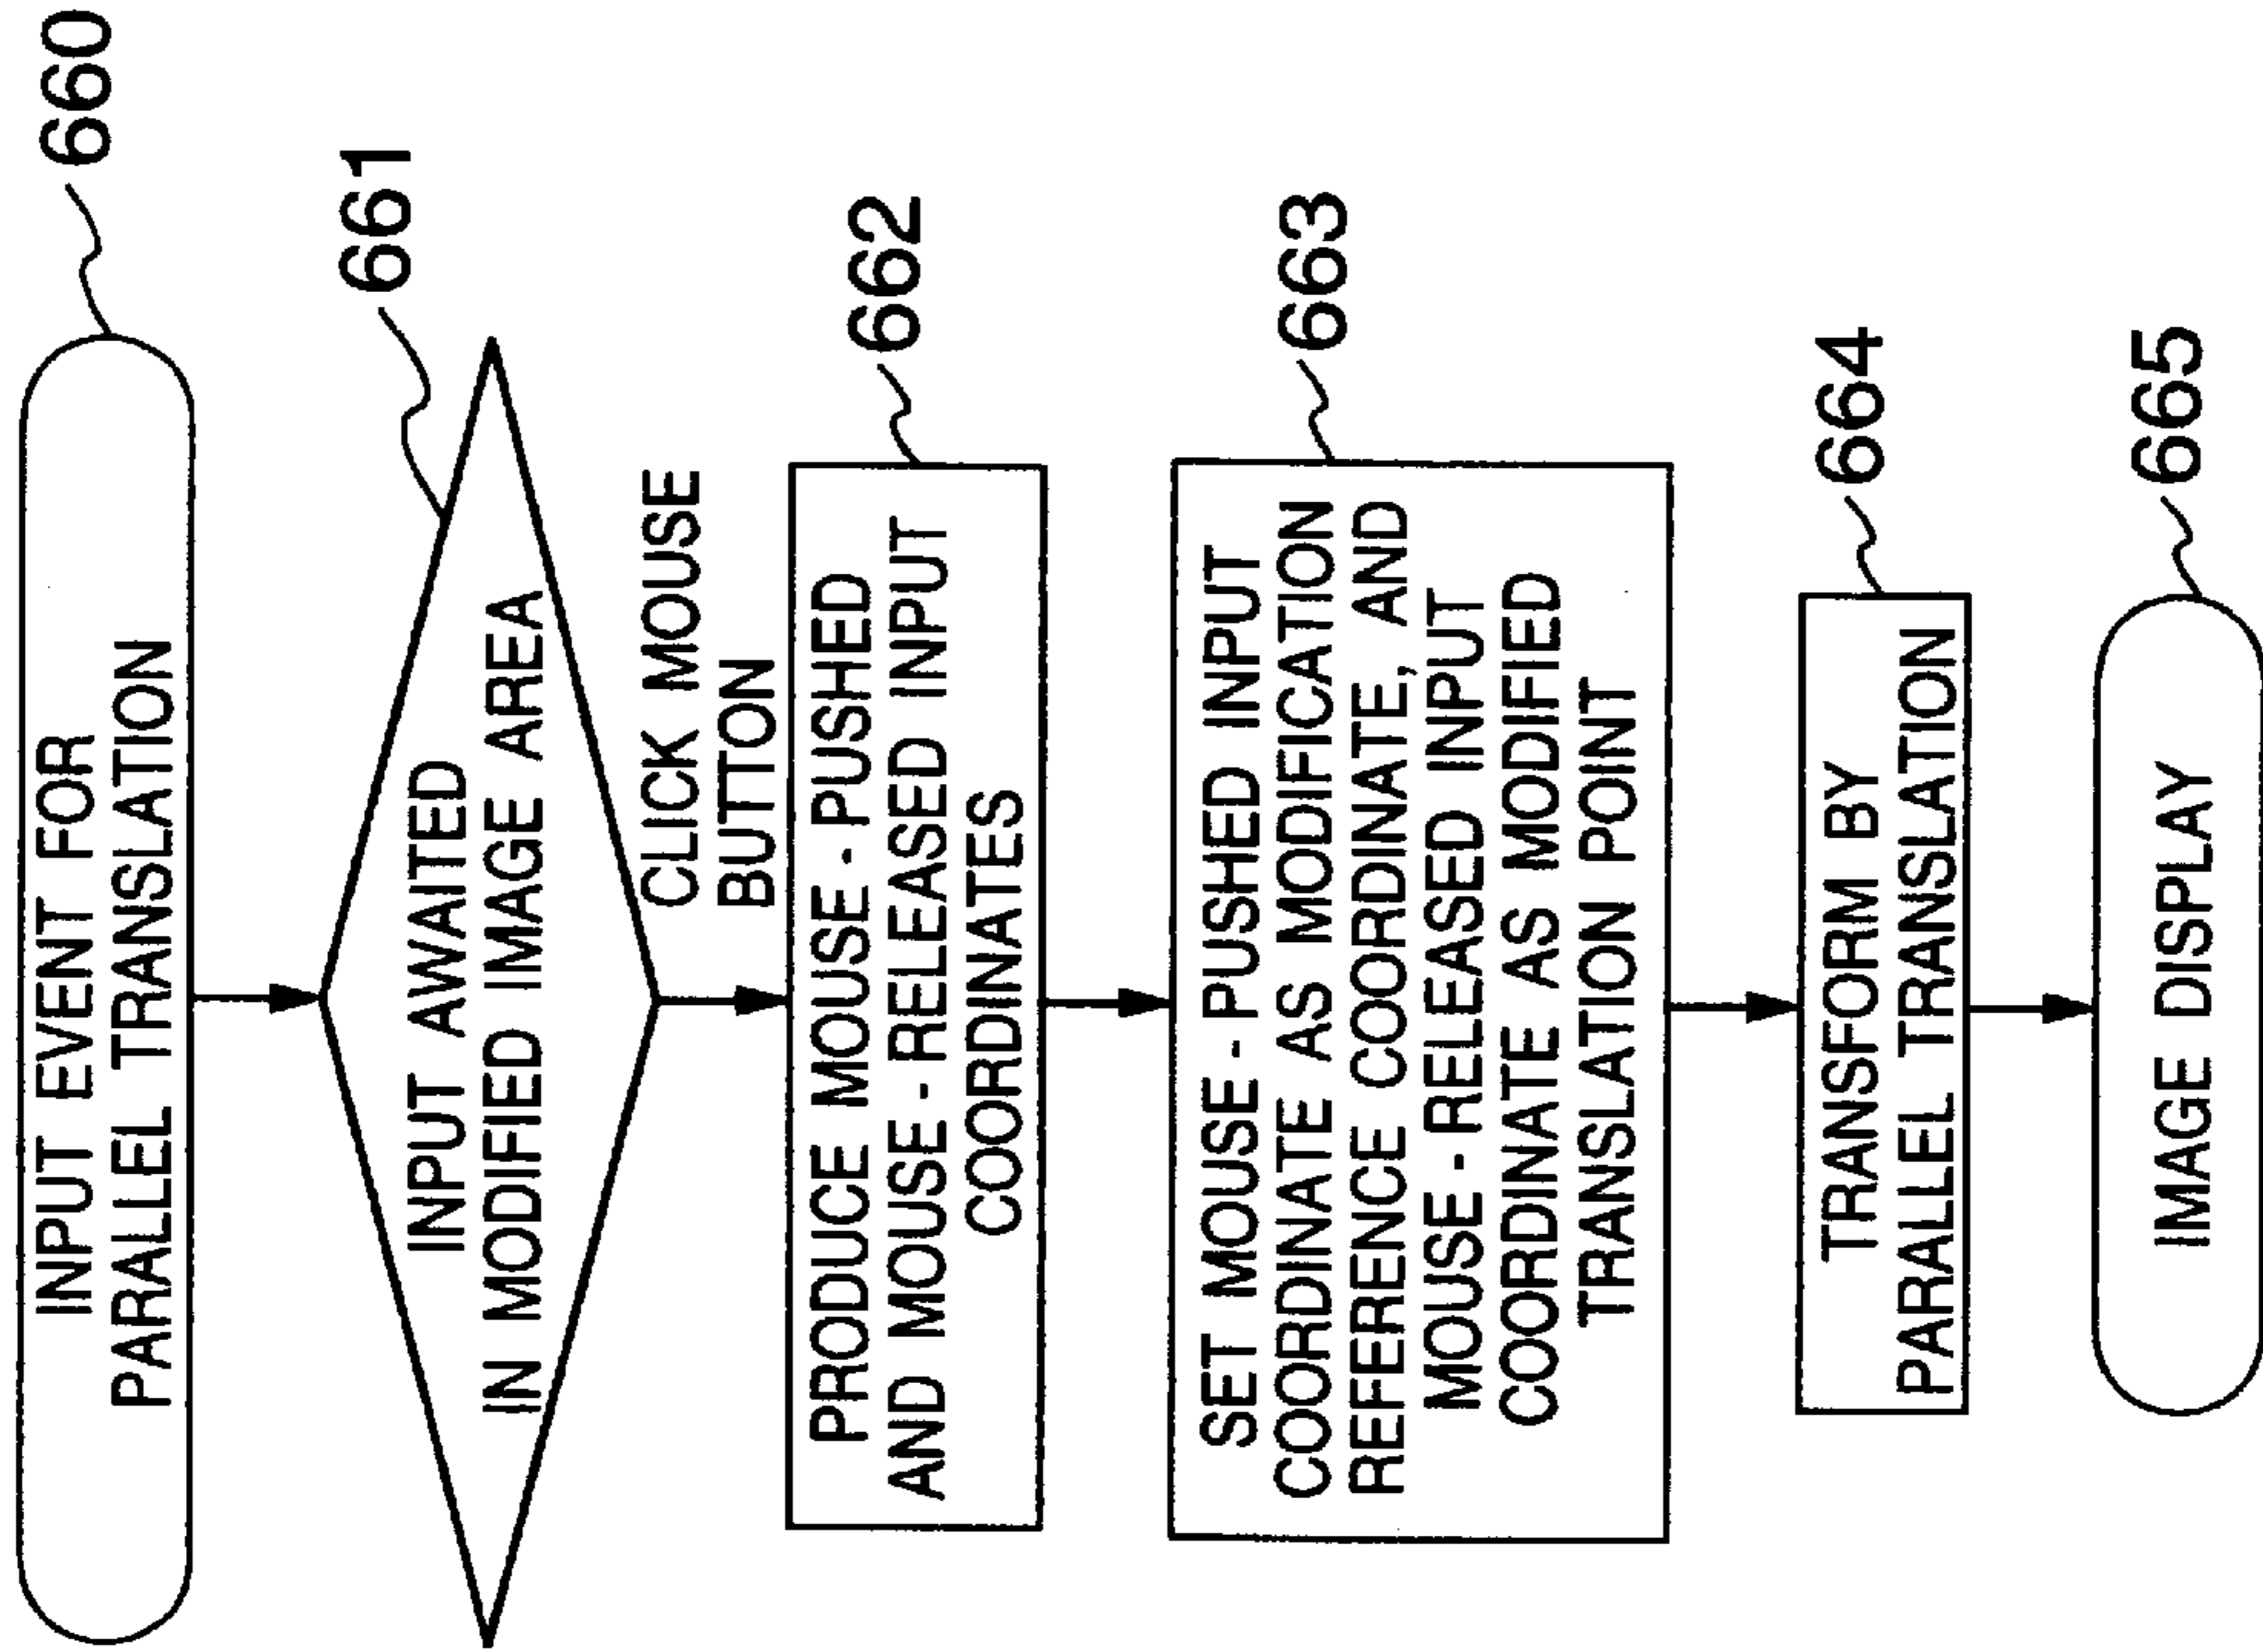 660
INPUT EVENT FOR
PARALLEL TRANSLATION
661
INPUT AWAITED
IN MODIFIED IMAGE AREA
CLICK MOUSE
BUTTON
662
PRODUCE MOUSE - PUSHED
AND MOUSE - RELEASED INPUT
COORDINATES
663
SET MOUSE - PUSHED INPUT
COORDINATE AS MODIFICATION
REFERENCE COORDINATE, AND
MOUSE - RELEASED INPUT
COORDINATE AS MODIFIED
TRANSLATION POINT
664
TRANSFORM BY
PARALLEL TRANSLATION
665
IMAGE DISPLAY